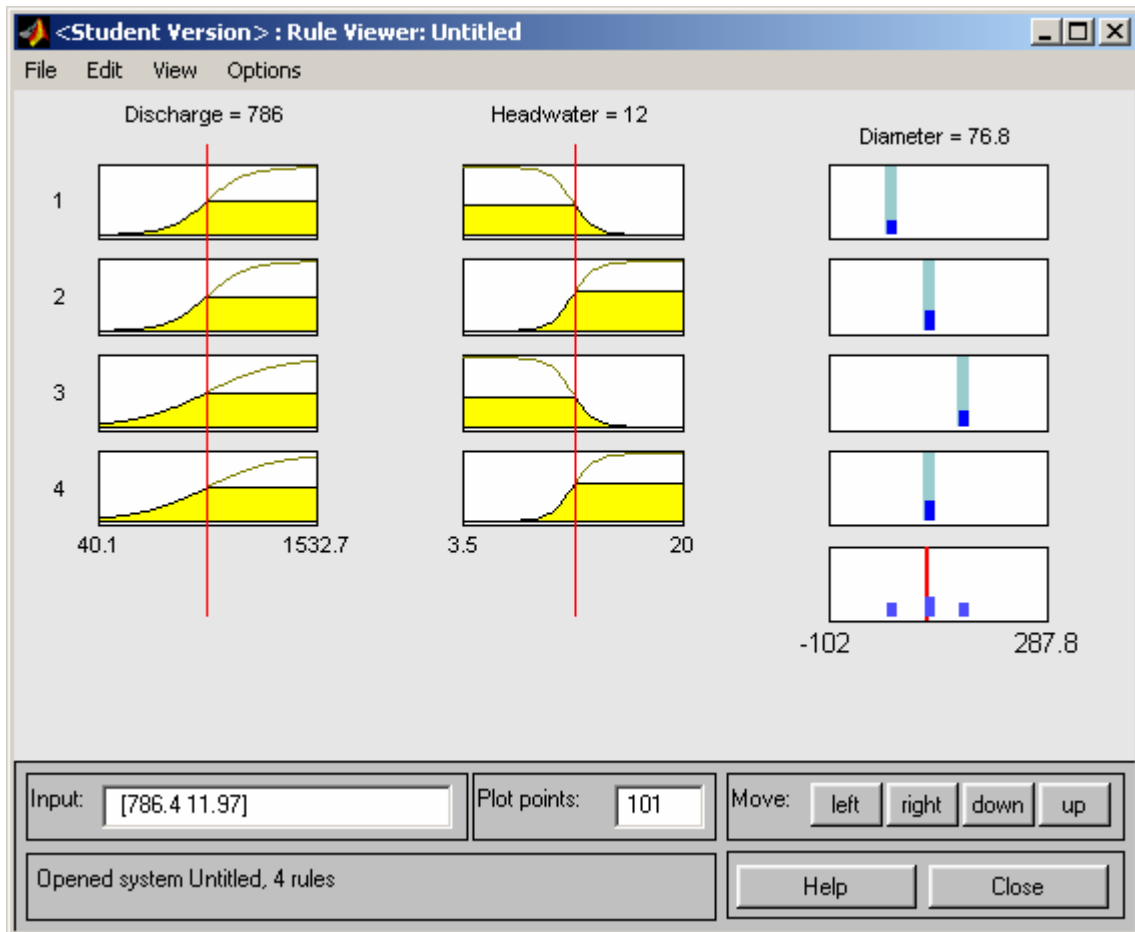 <Student Version> : Rule Viewer: Untitled
File Edit View Options
Discharge = 786
Headwater = 12
Diameter = 76.8
1
2
3
4
40.1 1532.7
3.5 20
-102 287.8
Input: [786.4 11.97]
Plot points: 101
Move: left right down up
Opened system Untitled, 4 rules
Help Close